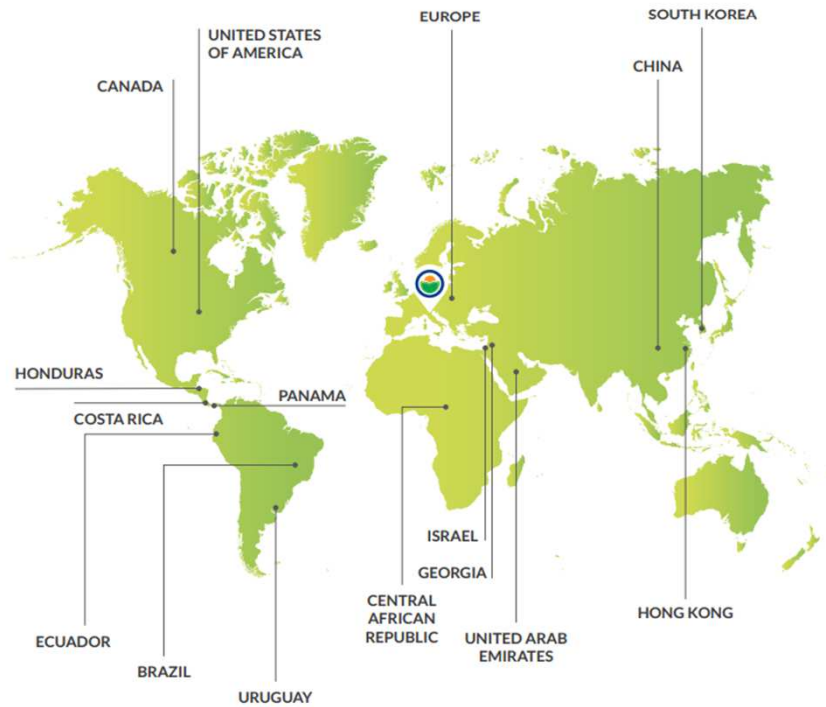 EUROPE
SOUTH KOREA
UNITED STATES
OF AMERICA
CHINA
CANADA
HONDURAS
PANAMA
COSTA RICA
ISRAEL
GEORGIA
CENTRAL
AFRICAN
REPUBLIC
HONG KONG
UNITED ARAB
EMIRATES
ECUADOR
BRAZIL
URUGUAY